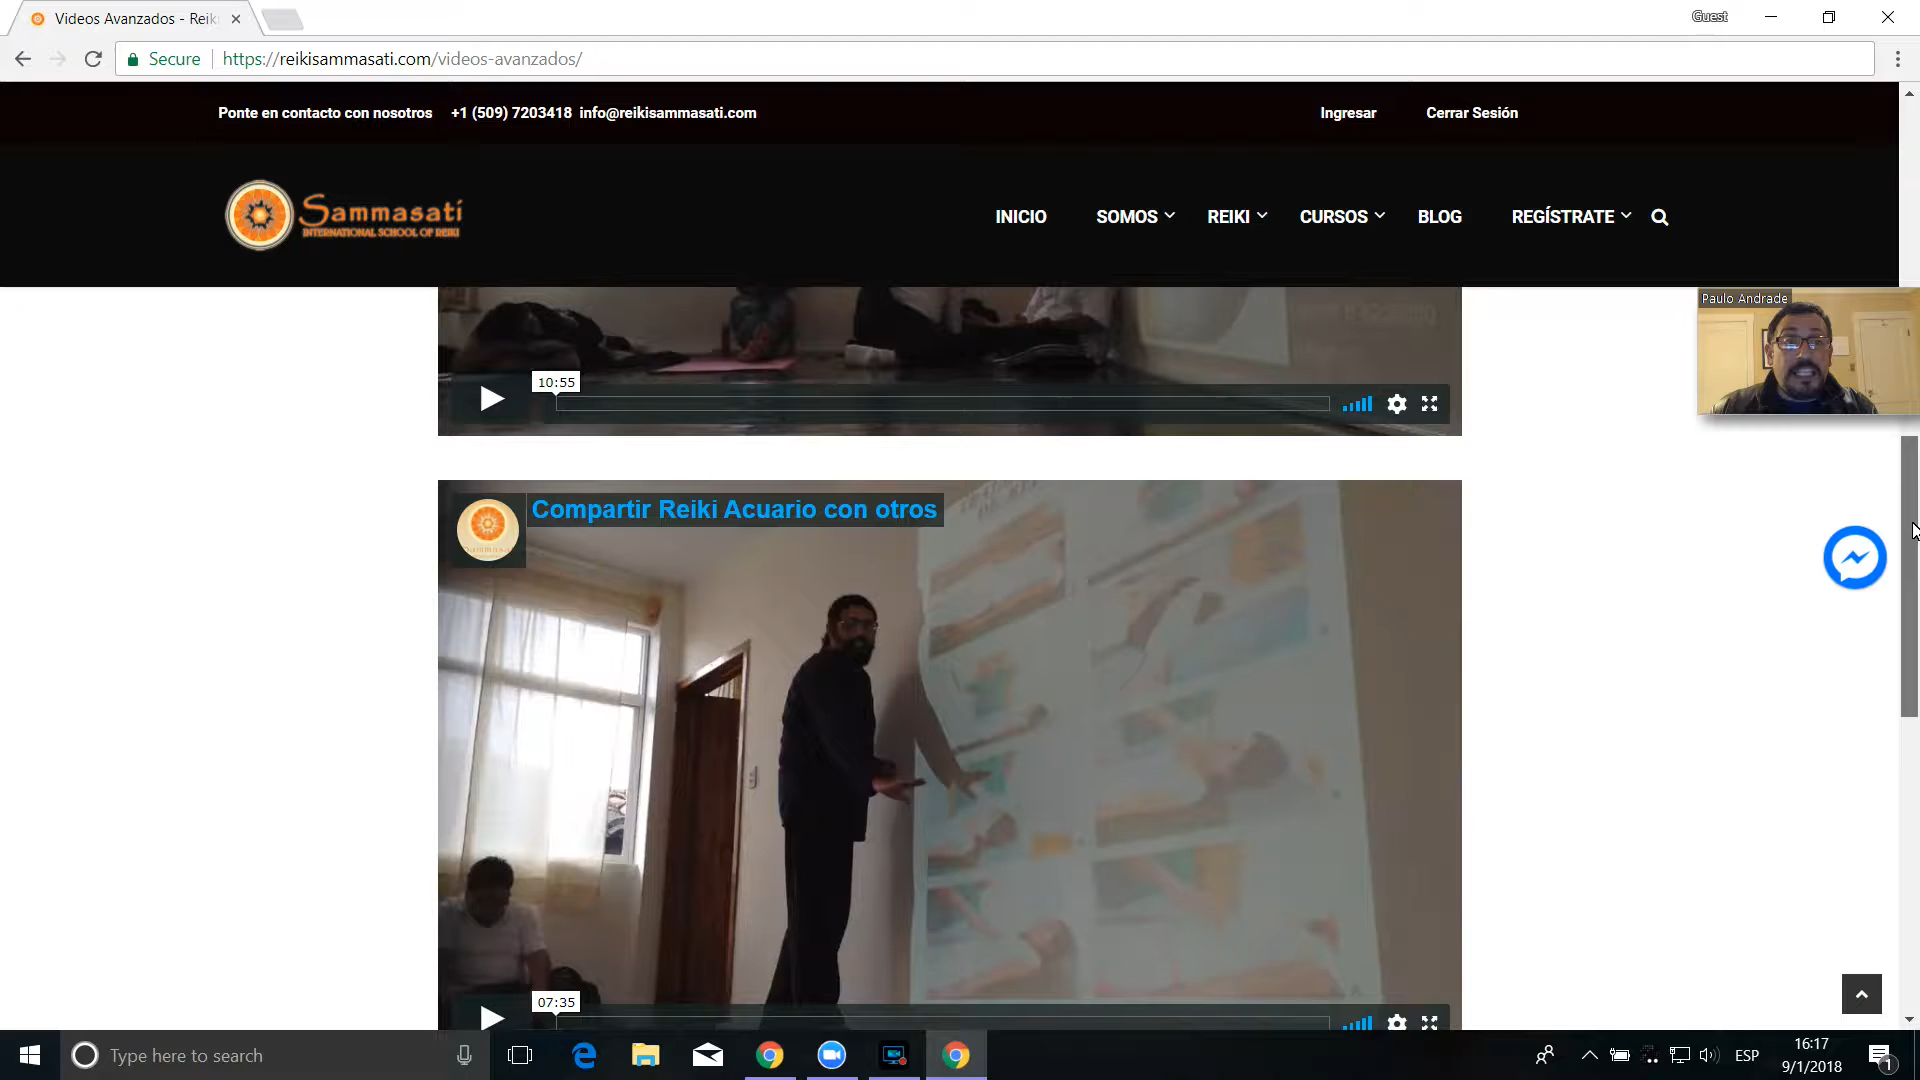 Videos Avanzados - Reik
Guest
Secure
https://reikisammasati.com/videos-avanzados/
Ponte en contacto con nosotros +1 (509) 7203418 info@reikisammasati.com
Ingresar
Cerrar Sesión
Sammasati
INTERNATIONAL SCHOOL OF REIKI
INICIO
SOMOS
REIKI
CURSOS
BLOG
REGÍSTRATE
Paulo Andrade
10:55
Compartir Reiki Acuario con otros
07:35
Type here to search
ESP
16:17
9/1/2018
1